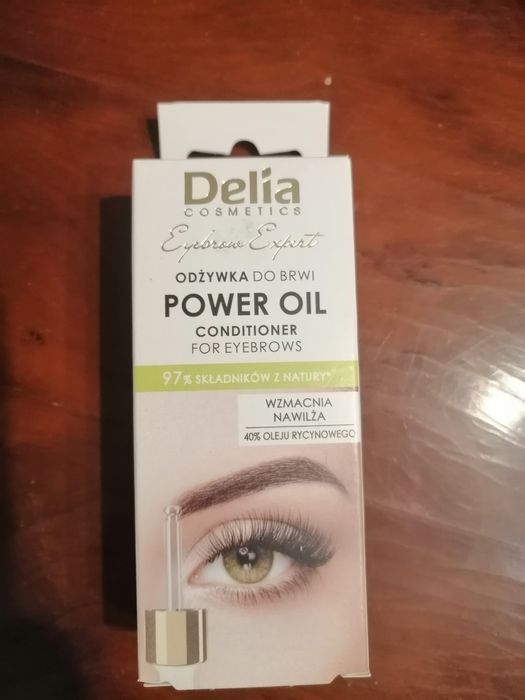 Delia
COSMETICS
Eyebrow Expert
ODŻYWKA DO BRWI
POWER OIL
CONDITIONER
FOR EYEBROWS
97% SKŁADNIKÓW Z NATURY*
WZMACNIA
NAWILŻA
40% OLEJU RYCYNOWEGO